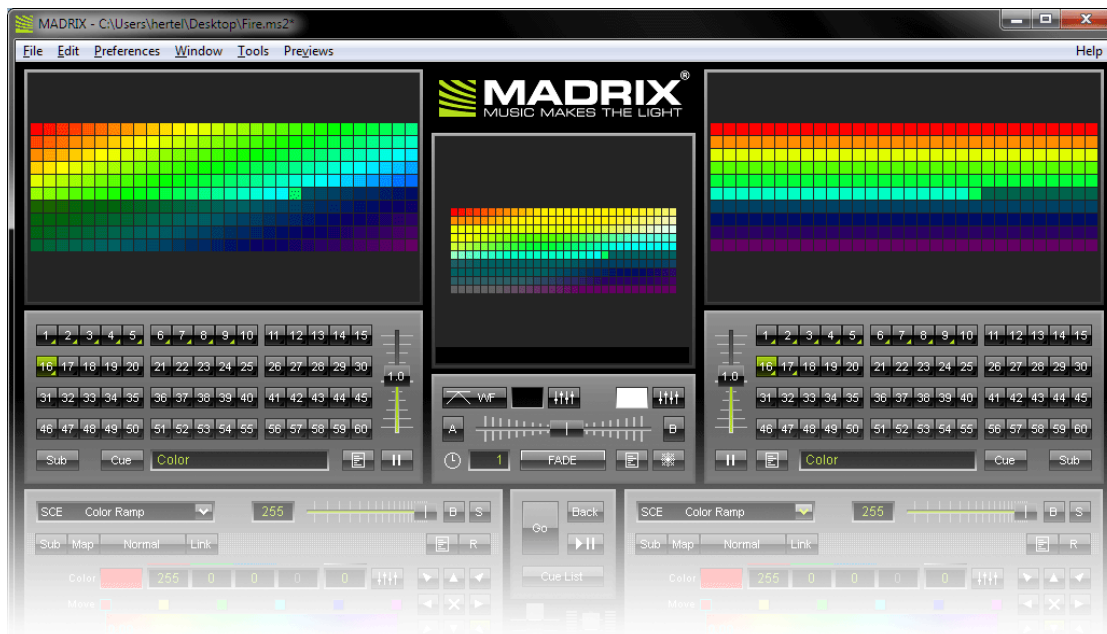 MADRIX - C:\Users\hertel\Desktop\Fire.ms2*
File Edit Preferences Window Tools Previews Help
MADRIX®
MUSIC MAKES THE LIGHT
1 2 3 4 5 6 7 8 9 10 11 12 13 14 15
16 17 18 19 20 21 22 23 24 25 26 27 28 29 30
31 32 33 34 35 36 37 38 39 40 41 42 43 44 45
46 47 48 49 50 51 52 53 54 55 56 57 58 59 60
1.0
Sub Cue Color
WF
A B
1 FADE
1 2 3 4 5 6 7 8 9 10 11 12 13 14 15
16 17 18 19 20 21 22 23 24 25 26 27 28 29 30
31 32 33 34 35 36 37 38 39 40 41 42 43 44 45
46 47 48 49 50 51 52 53 54 55 56 57 58 59 60
1.0
Color Cue Sub
SCE Color Ramp 255 B S
Sub Map Normal Link R
Color 255 0 0 0 0
Move
Go Back
Cue List
SCE Color Ramp 255 B S
Sub Map Normal Link R
Color 255 0 0 0 0
Move